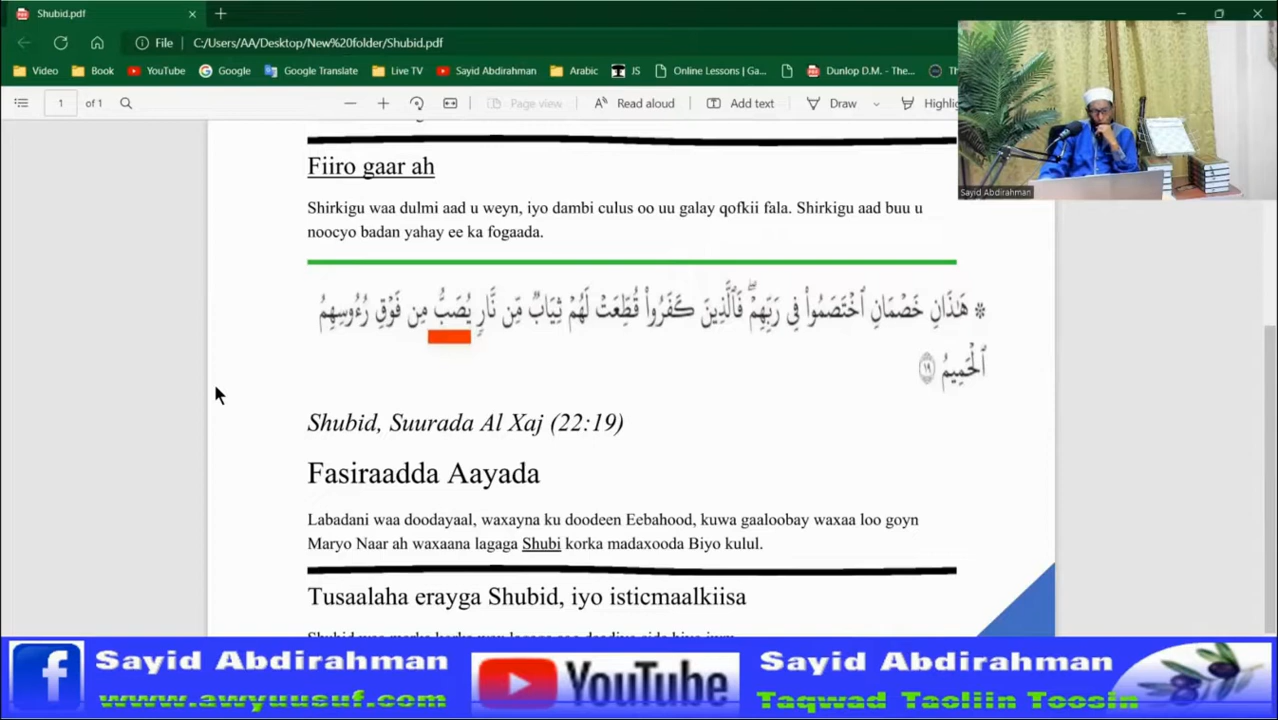 Shubid.pdf
File C:/Users/AA/Desktop/New%20folder/Shubid.pdf
Video Book YouTube Google Google Translate Live TV Sayid Abdirahman Arabic JS Online Lessons | Ga... Dunlop D.M. - The...
1 of 1 Page view Read aloud Add text Draw
Sayid Abdirahman
Fiiro gaar ah
Shirkigu waa dulmi aad u weyn, iyo dambi culus oo uu galay qofkii fala. Shirkigu aad buu u
noocyo badan yahay ee ka fogaada.
۞ هَـٰذَانِ خَصْمَانِ ٱخْتَصَمُوا۟ فِى رَبِّهِمْ ۖ فَٱلَّذِينَ كَفَرُوا۟ قُطِّعَتْ لَهُمْ ثِيَابٌ مِّن نَّارٍ يُصَبُّ مِن فَوْقِ رُءُوسِهِمُ
ٱلْحَمِيمُ ١٩
Shubid, Suurada Al Xaj (22:19)
Fasiraadda Aayada
Labadani waa doodayaal, waxayna ku doodeen Eebahood, kuwa gaaloobay waxaa loo goyn
Maryo Naar ah waxaana lagaga Shubi korka madaxooda Biyo kulul.
Tusaalaha erayga Shubid, iyo isticmaalkiisa
Sayid Abdirahman
www.awyuusuf.com
YouTube
Sayid Abdirahman
Taqwad Taoliin Toosin